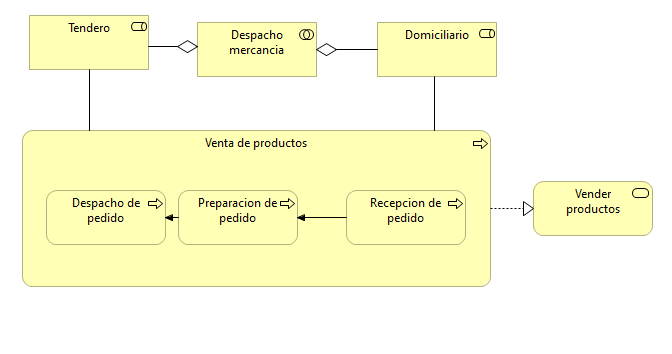 Tendero
Despacho
mercancia
Domiciliario
Venta de productos
Despacho de
pedido
Preparacion de
pedido
Recepcion de
pedido
Vender
productos